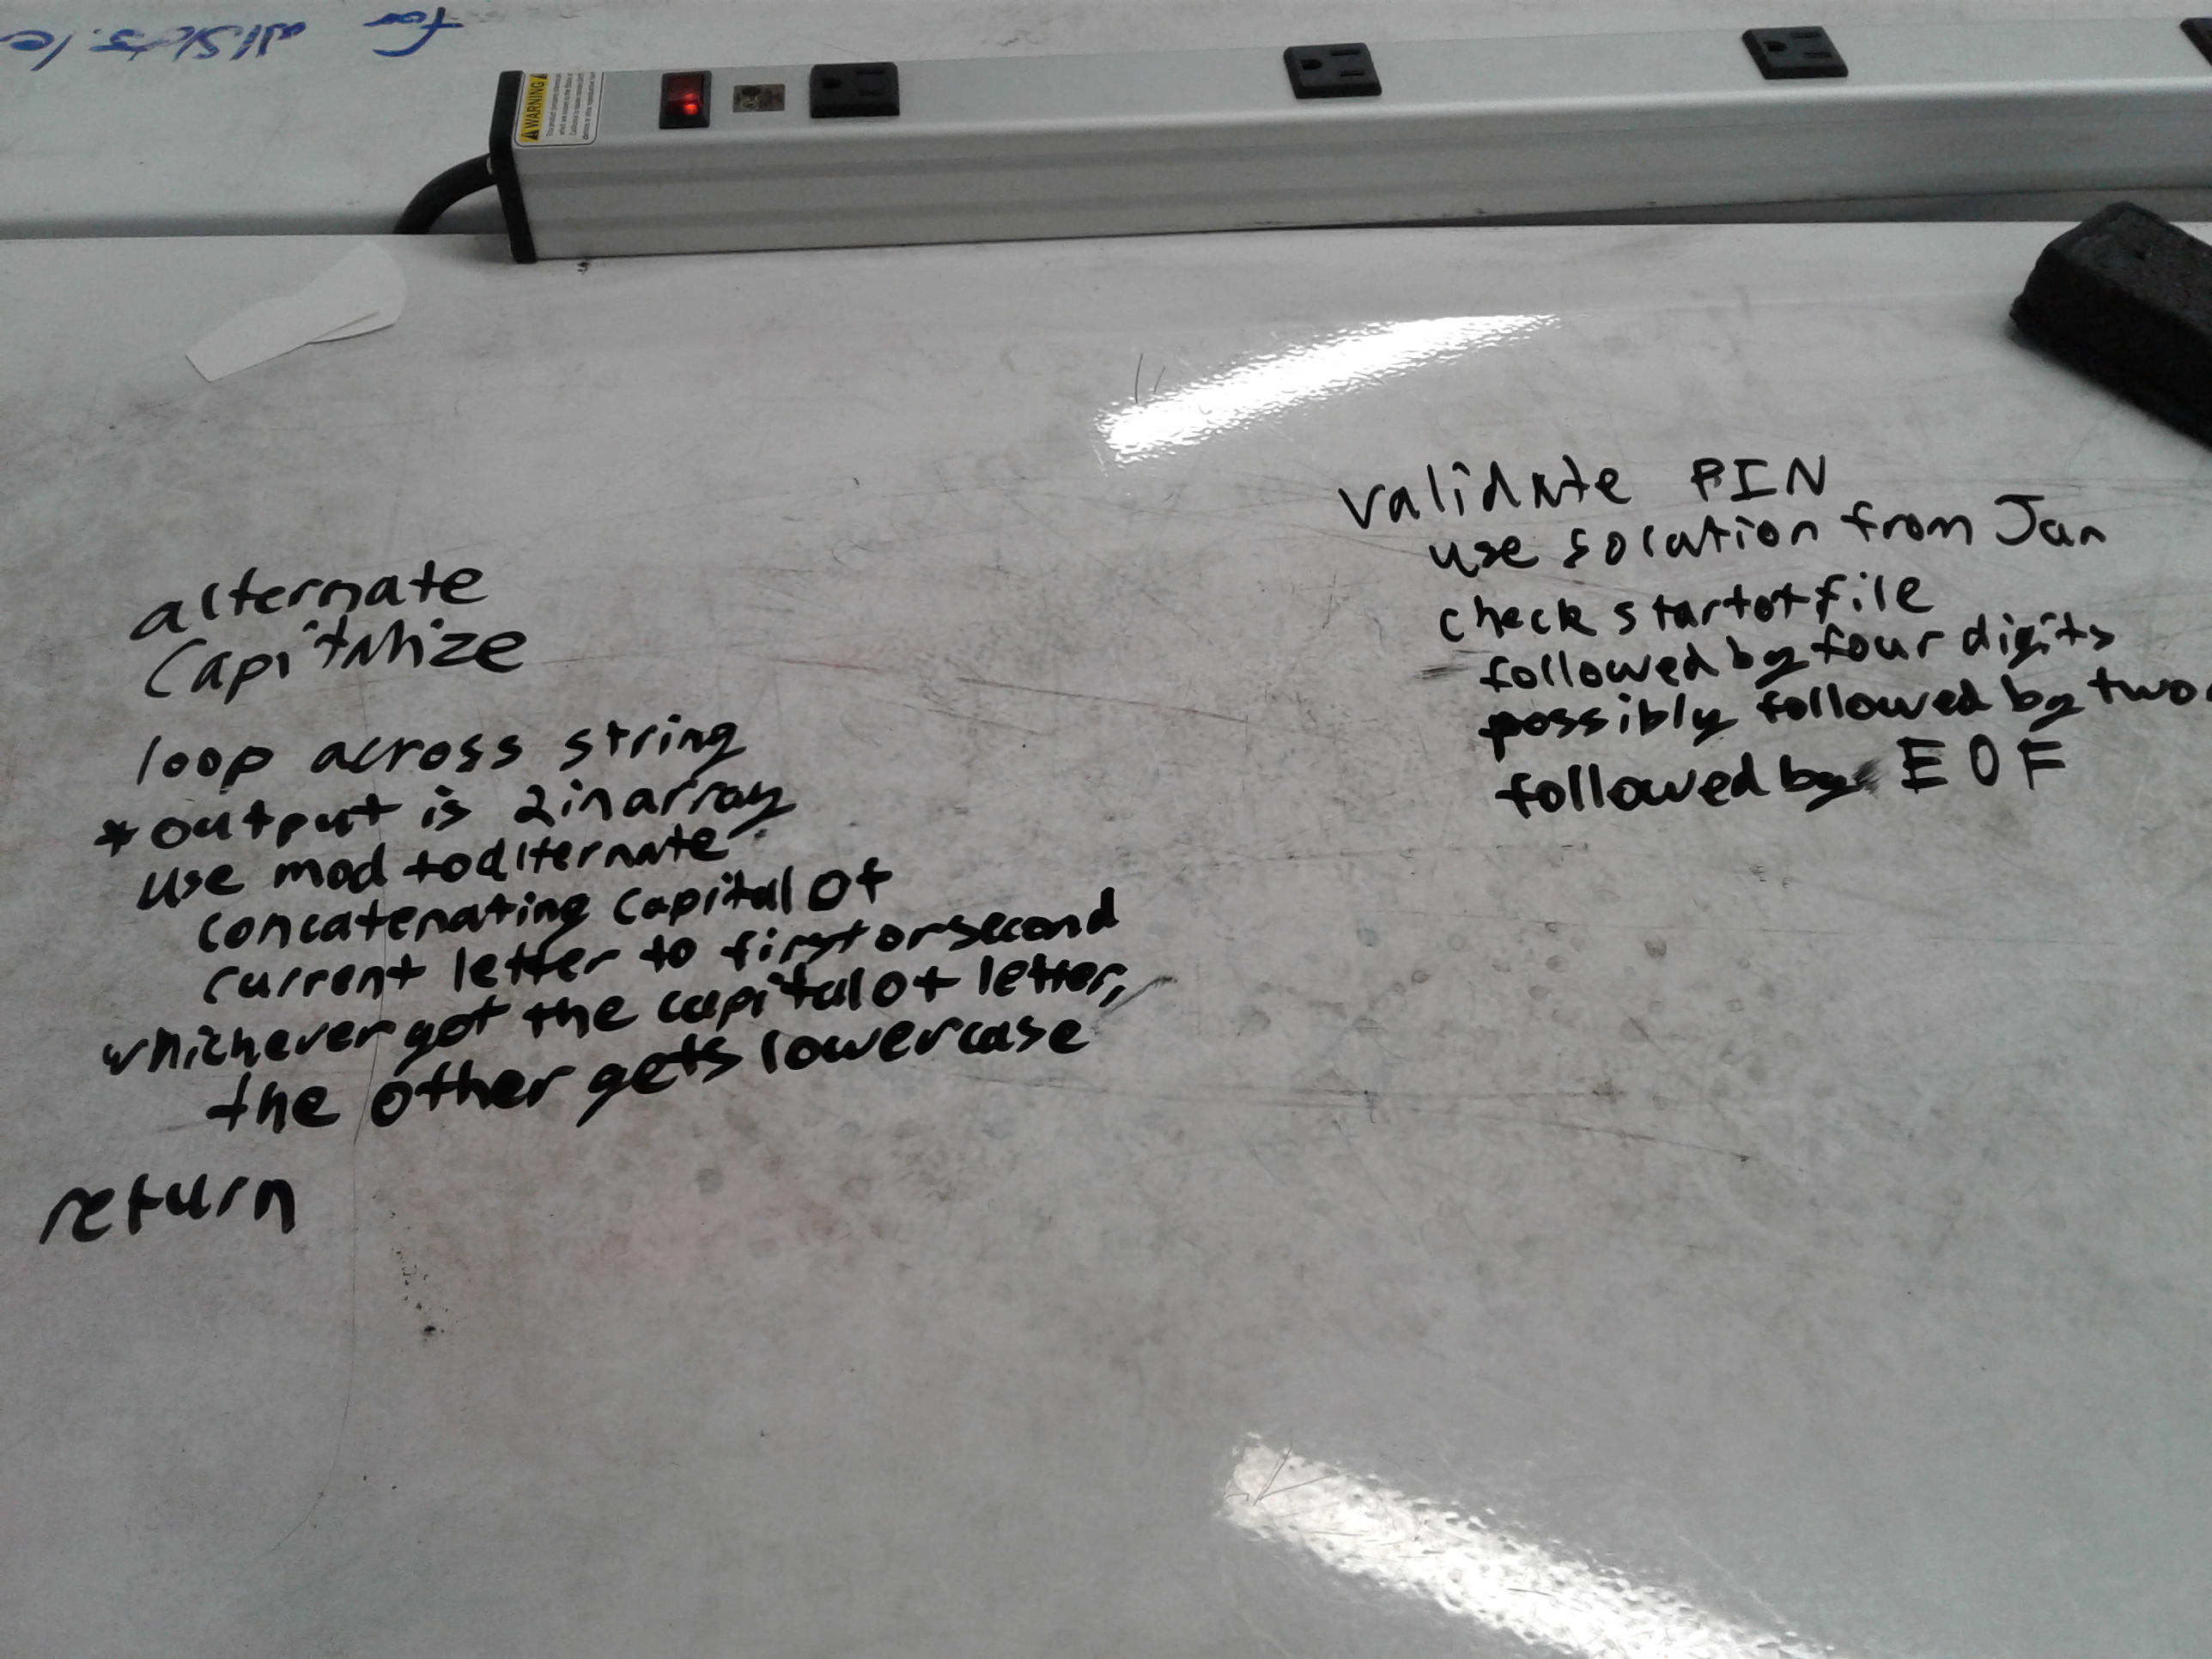 for allslots.le
WARNING
alternate
Capitalize
loop across string
*output is 2 in array
use mod to alternate
concatenating capital of
current letter to first or second
whichever got the capital of letter,
the other gets lowercase
return
validate PIN
use solution from Jan
check start of file
followed by four digits
possibly followed by two
followed by EOF